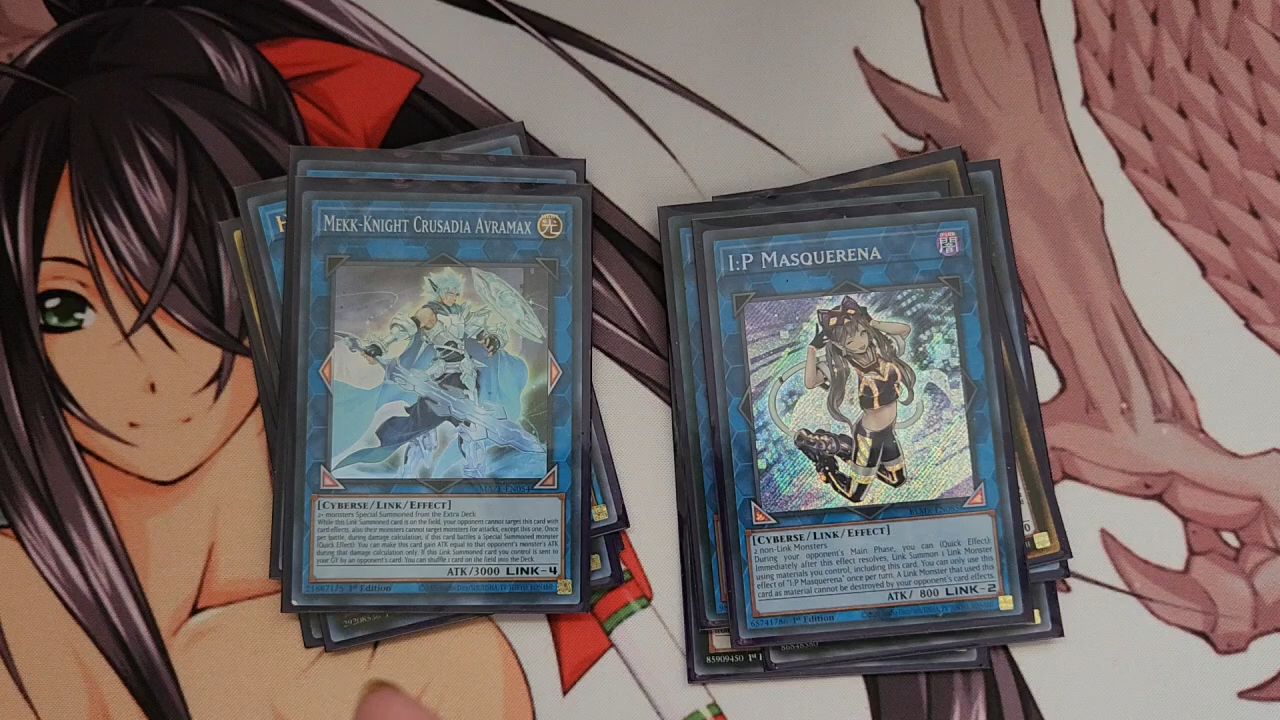 MEKK-KNIGHT CRUSADIA AVRAMAX
光
[CYBERSE/LINK/EFFECT]
2+ monsters Special Summoned from the Extra Deck
While this Link Summoned card is on the field, your opponent cannot target this card with
card effects, also their monsters cannot target monsters for attacks, except this one. Once
per battle, during damage calculation, if this card battles a Special Summoned monster
(Quick Effect): You can make this card gain ATK equal to that opponent's monster's ATK
during that damage calculation only. If this Link Summoned card you control is sent to
your GY by an opponent's card: You can shuffle 1 card on the field into the Deck.
ATK/3000 LINK-4
21887175 1st Edition
I:P MASQUERENA
闇
[CYBERSE/LINK/EFFECT]
2 non-Link Monsters
During your opponent's Main Phase, you can (Quick Effect):
Immediately after this effect resolves, Link Summon 1 Link Monster
using materials you control, including this card. You can only use this
effect of "I:P Masquerena" once per turn. A Link Monster that used this
card as material cannot be destroyed by your opponent's card effects.
ATK/ 800 LINK-2
65741786 1st Edition
85909450 1st